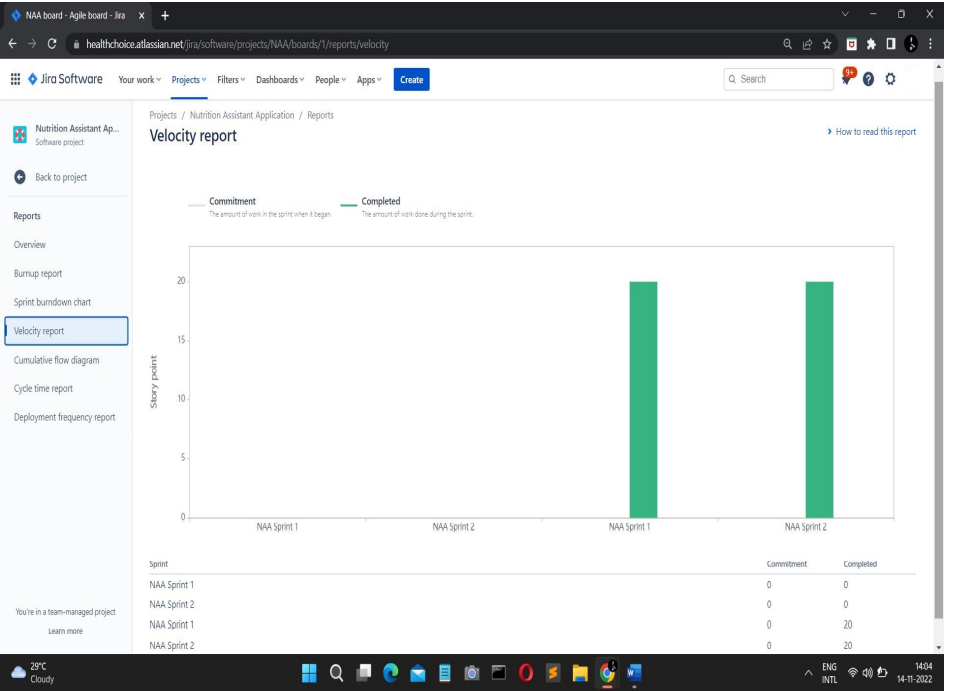 NAA board - Agile board - Jira
healthchoice.atlassian.net/jira/software/projects/NAA/boards/1/reports/velocity
Jira Software Your work Projects Filters Dashboards People Apps Create Search 9+
Nutrition Assistant Ap...
Software project
Back to project
Reports
Overview
Burnup report
Sprint burndown chart
Velocity report
Cumulative flow diagram
Cycle time report
Deployment frequency report
You're in a team-managed project
Learn more
Projects / Nutrition Assistant Application / Reports
Velocity report
How to read this report
Commitment
The amount of work in the sprint when it began.
Completed
The amount of work done during the sprint.
Story point
20
15
10
5
0
NAA Sprint 1 NAA Sprint 2 NAA Sprint 1 NAA Sprint 2
Sprint Commitment Completed
NAA Sprint 1 0 0
NAA Sprint 2 0 0
NAA Sprint 1 0 20
NAA Sprint 2 0 20
29°C
Cloudy
ENG
INTL
14:04
14-11-2022